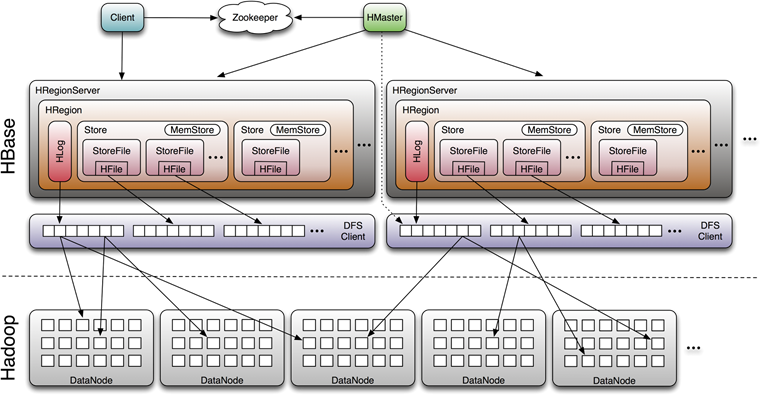 Client
Zookeeper
HMaster
HBase
HRegionServer
HRegion
HLog
Store
MemStore
StoreFile
HFile
StoreFile
HFile
...
Store
MemStore
StoreFile
HFile
...
...
HRegionServer
HRegion
HLog
Store
MemStore
StoreFile
HFile
StoreFile
HFile
...
Store
MemStore
StoreFile
HFile
...
...
...
...
DFS
Client
...
DFS
Client
Hadoop
DataNode
DataNode
DataNode
DataNode
DataNode
...